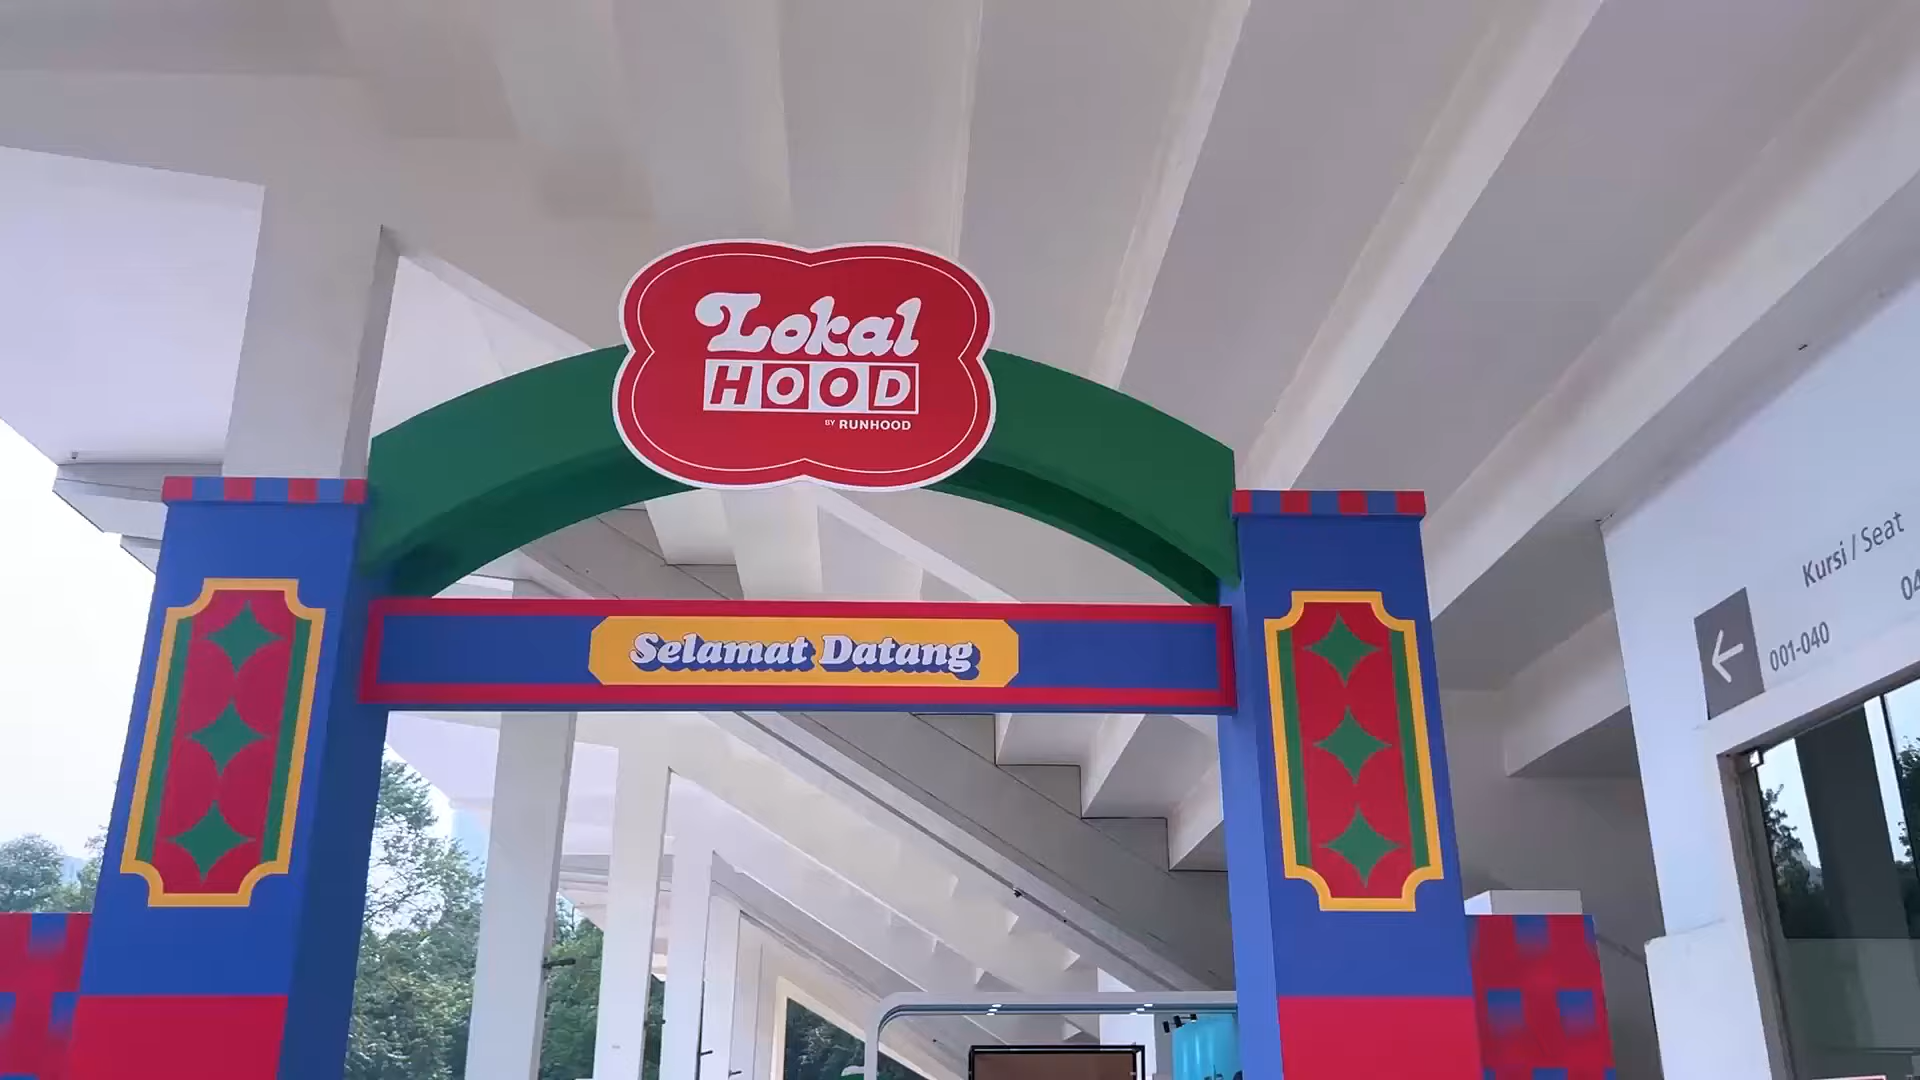 Lokal
HOOD
BY RUNHOOD
Selamat Datang
Kursi / Seat
001-040